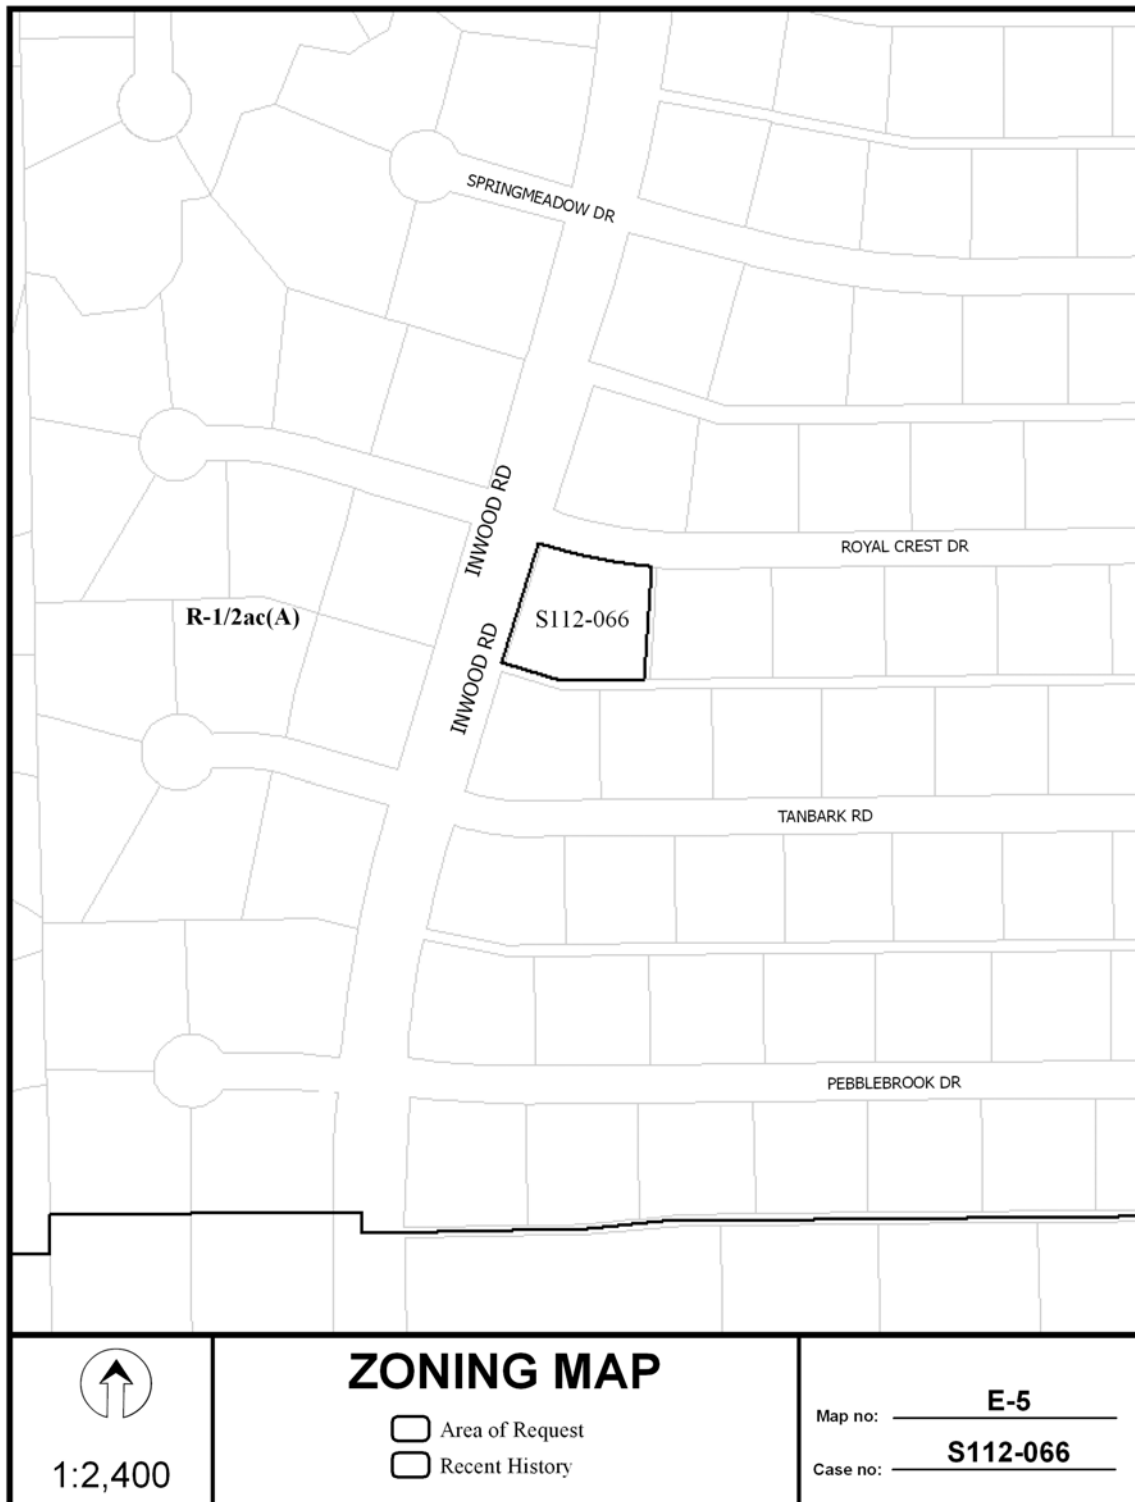 SPRINGMEADOW DR
INWOOD RD
ROYAL CREST DR
R-1/2ac(A)
S112-066
INWOOD RD
TANBARK RD
PEBBLEBROOK DR
1:2,400
ZONING MAP
Area of Request
Recent History
Map no: E-5
Case no: S112-066